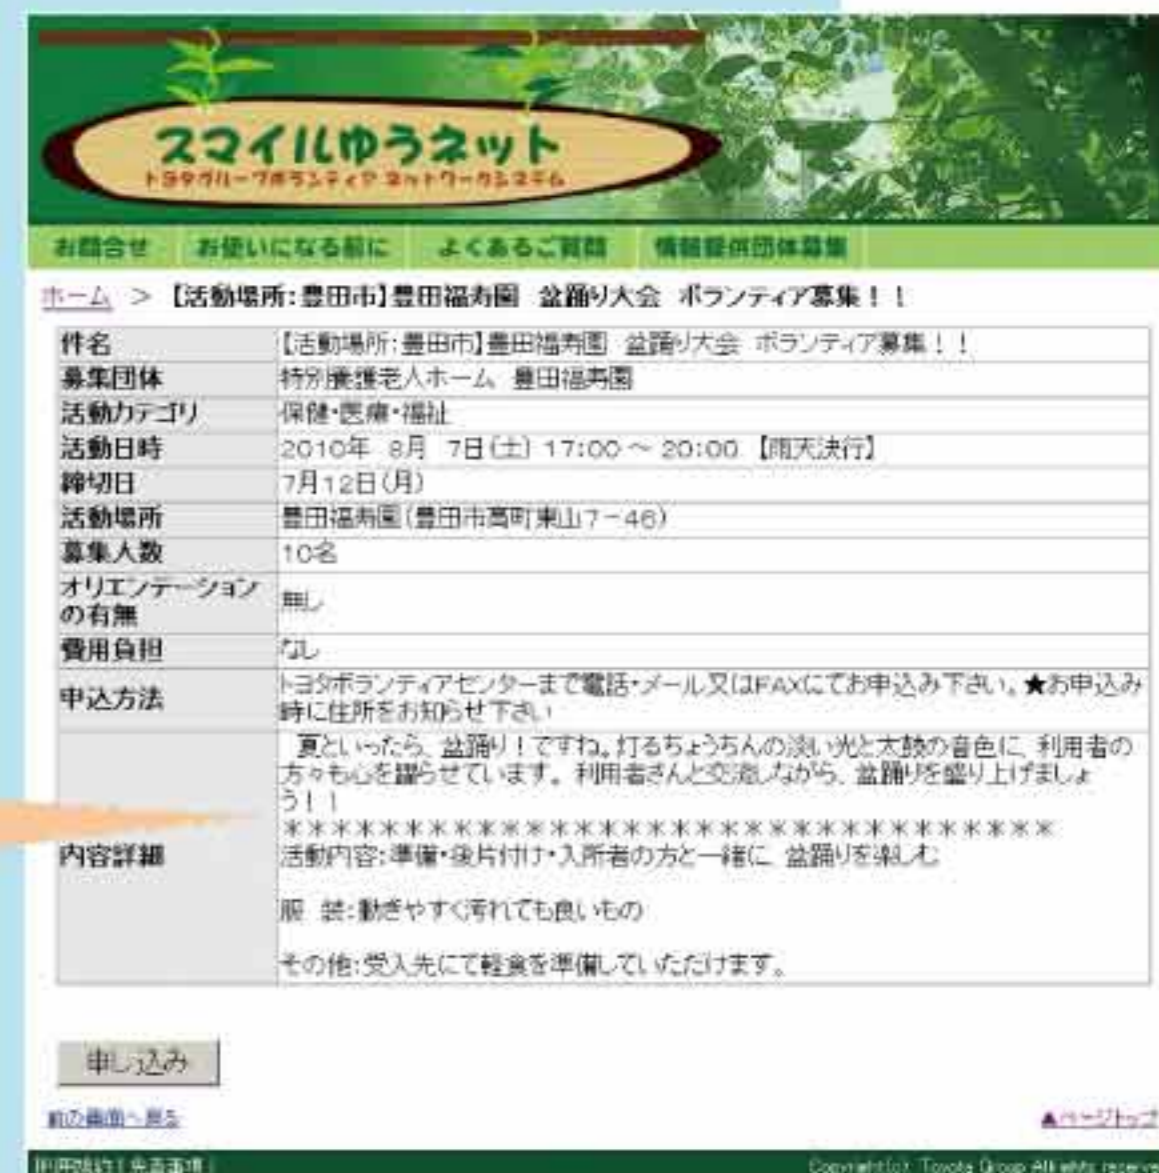 スマイルゆうネット
トヨタグループボランティア ネットワークシステム
お問合せ お使いになる前に よくあるご質問 情報提供団体募集
ホーム > 【活動場所:豊田市】豊田福寿園 盆踊り大会 ボランティア募集！！
件名 【活動場所:豊田市】豊田福寿園 盆踊り大会 ボランティア募集！！
募集団体 特別養護老人ホーム 豊田福寿園
活動カテゴリ 保健・医療・福祉
活動日時 2010年 8月 7日(土) 17:00 ～ 20:00 【雨天決行】
締切日 7月12日(月)
活動場所 豊田福寿園(豊田市高町東山7-46)
募集人数 10名
オリエンテーション
の有無 無し
費用負担 なし
申込方法 トヨタボランティアセンターまで電話・メール又はFAXにてお申込み下さい。★お申込み
時に住所をお知らせ下さい
夏といったら、盆踊り！ですね。灯るちょうちんの淡い光と太鼓の音色に、利用者の
方々も心を躍らせています。利用者さんと交流しながら、盆踊りを盛り上げましょ
う！！
＊＊＊＊＊＊＊＊＊＊＊＊＊＊＊＊＊＊＊＊＊＊＊＊＊＊＊＊＊＊＊＊
内容詳細 活動内容:準備・後片付け・入所者の方と一緒に 盆踊りを楽しむ
服 装:動きやすく汚れても良いもの
その他:受入先にて軽食を準備していただけます。
申し込み
前の画面へ戻る ▲ページトップ
利用規約 | 免責事項 | Copyright(c) Toyota Group All rights reserve